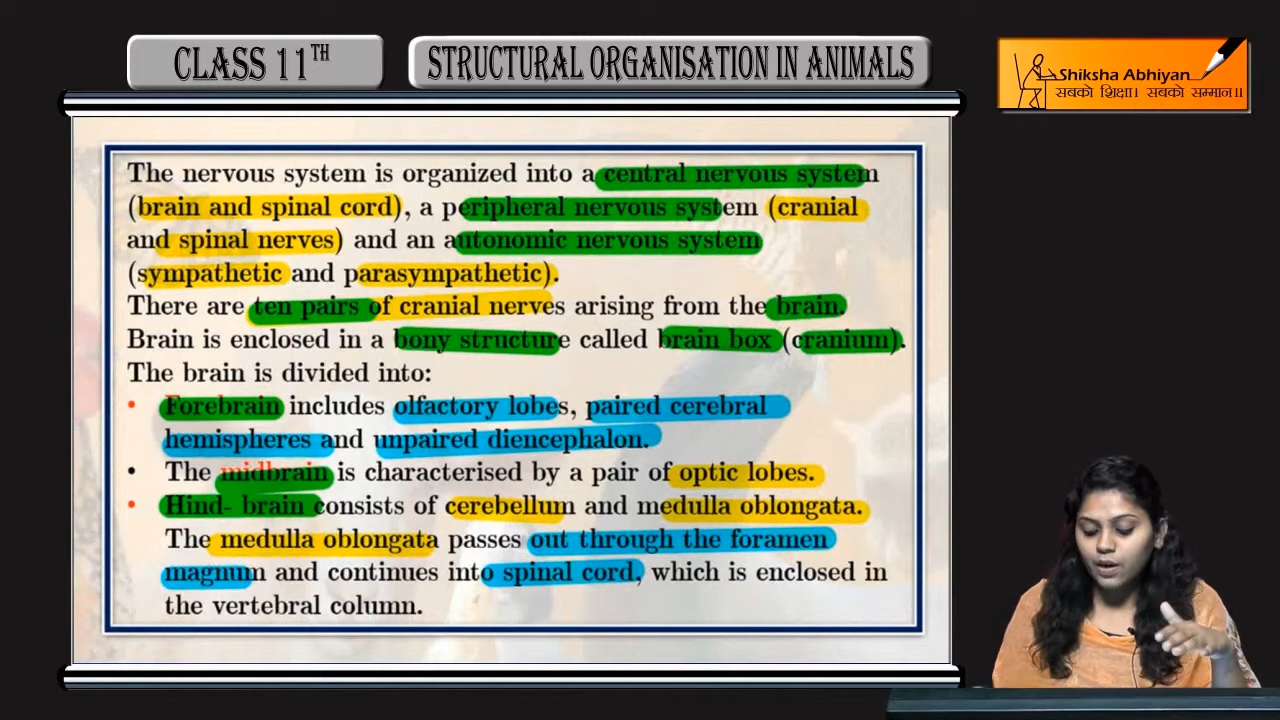 CLASS 11TH
STRUCTURAL ORGANISATION IN ANIMALS
Shiksha Abhiyan
सबको शिक्षा। सबको सम्मान॥
The nervous system is organized into a central nervous system
(brain and spinal cord), a peripheral nervous system (cranial
and spinal nerves) and an autonomic nervous system
(sympathetic and parasympathetic).
There are ten pairs of cranial nerves arising from the brain.
Brain is enclosed in a bony structure called brain box (cranium).
The brain is divided into:
• Forebrain includes olfactory lobes, paired cerebral
hemispheres and unpaired diencephalon.
• The midbrain is characterised by a pair of optic lobes.
• Hind- brain consists of cerebellum and medulla oblongata.
The medulla oblongata passes out through the foramen
magnum and continues into spinal cord, which is enclosed in
the vertebral column.